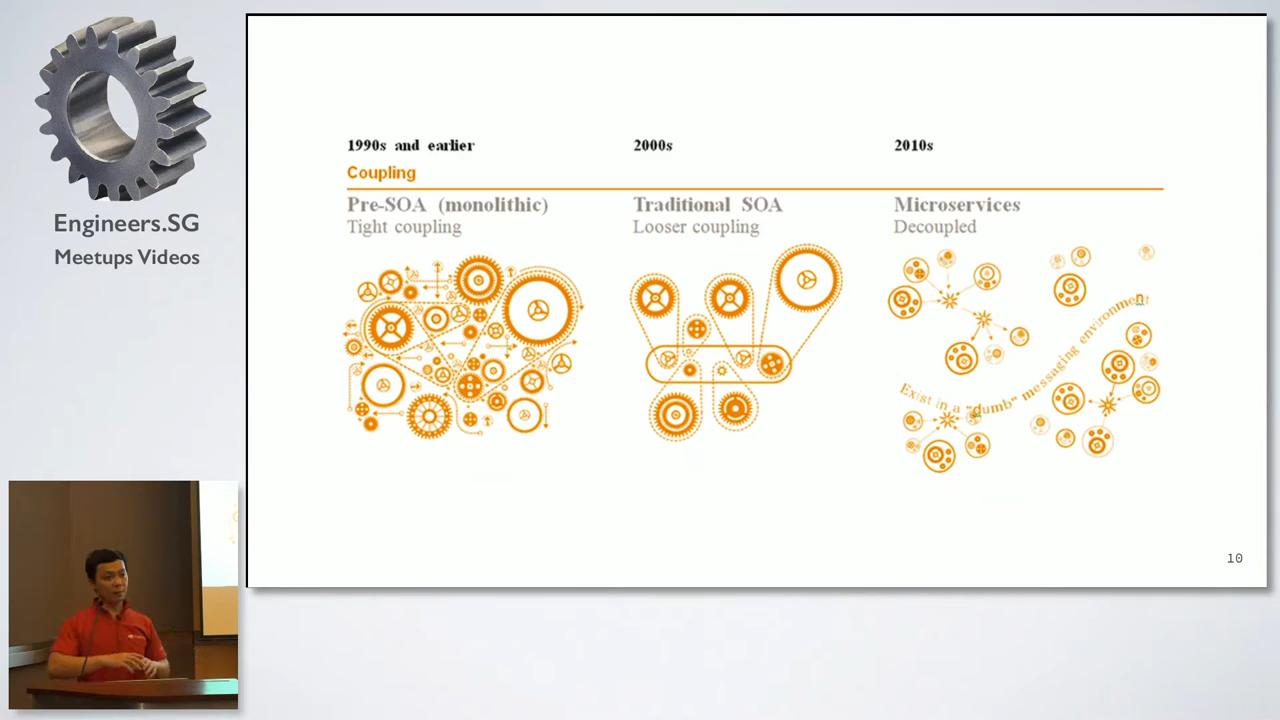 Engineers.SG
Meetups Videos
1990s and earlier
2000s
2010s
Coupling
Pre-SOA (monolithic)
Tight coupling
Traditional SOA
Looser coupling
Microservices
Decoupled
Exist in a "dumb" messaging environment
10